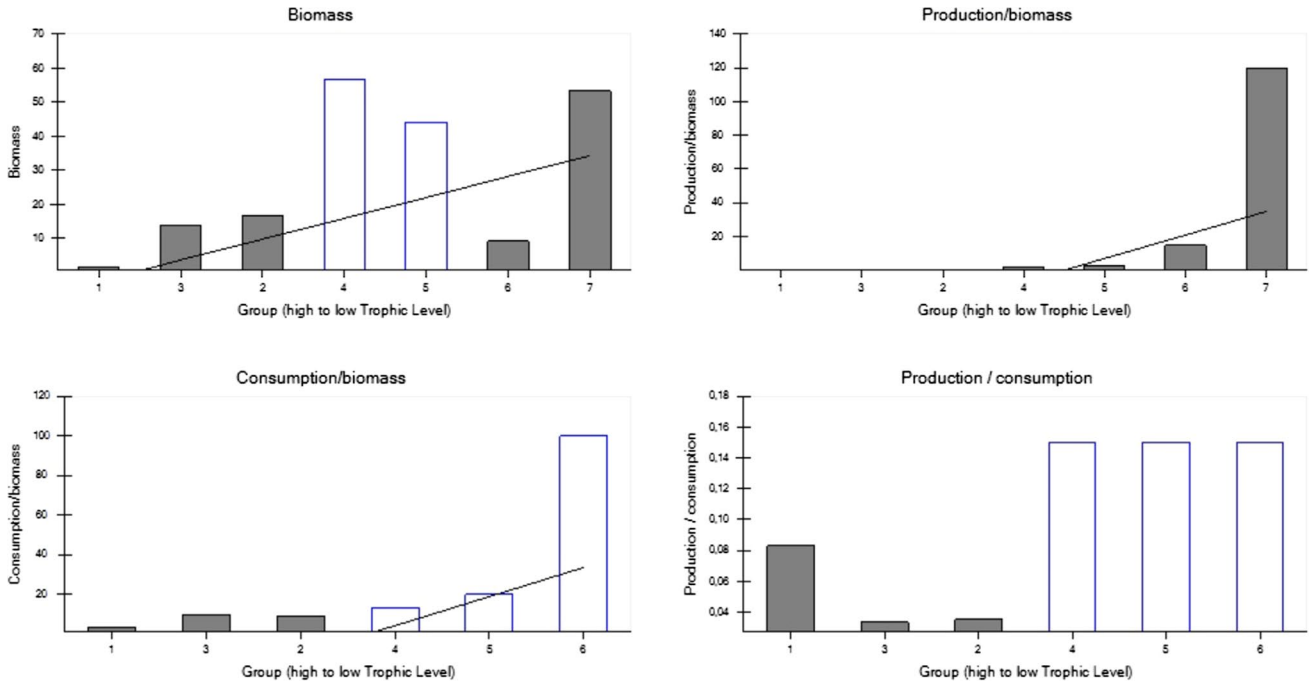 Biomass
Biomass
70
60
50
40
30
20
10
1 3 2 4 5 6 7
Group (high to low Trophic Level)
Production/biomass
Production/biomass
140
120
100
80
60
40
20
1 3 2 4 5 6 7
Group (high to low Trophic Level)
Consumption/biomass
Consumption/biomass
120
100
80
60
40
20
1 3 2 4 5 6
Group (high to low Trophic Level)
Production / consumption
Production / consumption
0,18
0,16
0,14
0,12
0,10
0,08
0,06
0,04
1 3 2 4 5 6
Group (high to low Trophic Level)